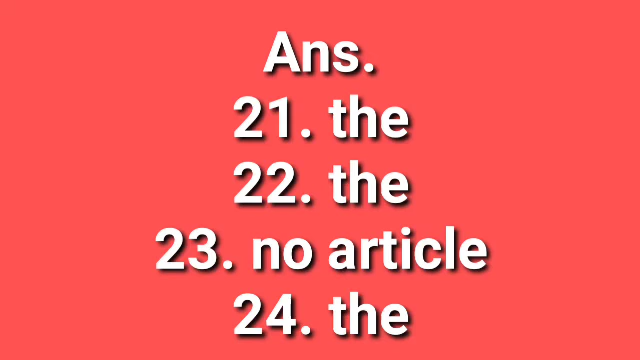 Ans.
21. the
22. the
23. no article
24. the